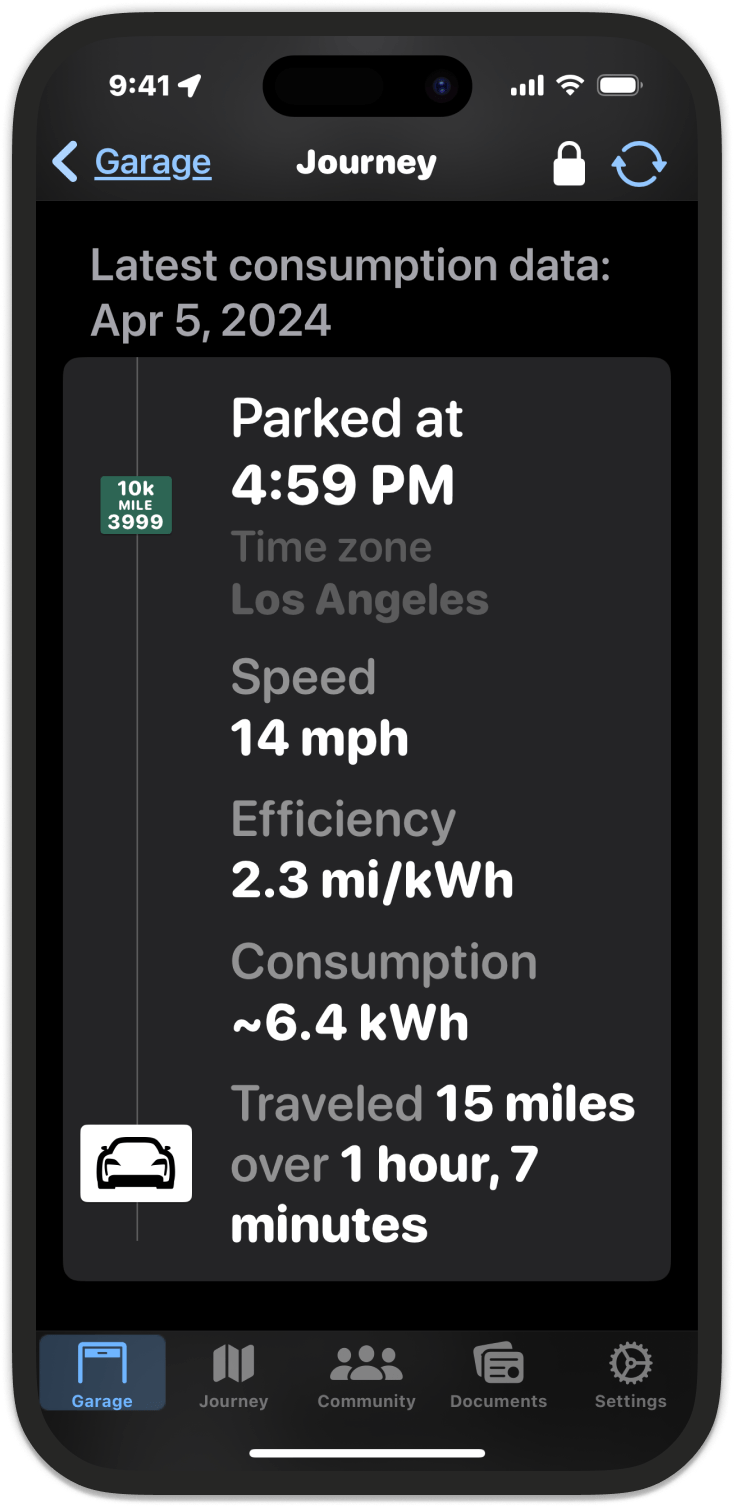 9:41
Garage
Journey
Latest consumption data:
Apr 5, 2024
Parked at
4:59 PM
10k
MILE
3999
Time zone
Los Angeles
Speed
14 mph
Efficiency
2.3 mi/kWh
Consumption
~6.4 kWh
Traveled 15 miles
over 1 hour, 7
minutes
Garage
Journey
Community
Documents
Settings